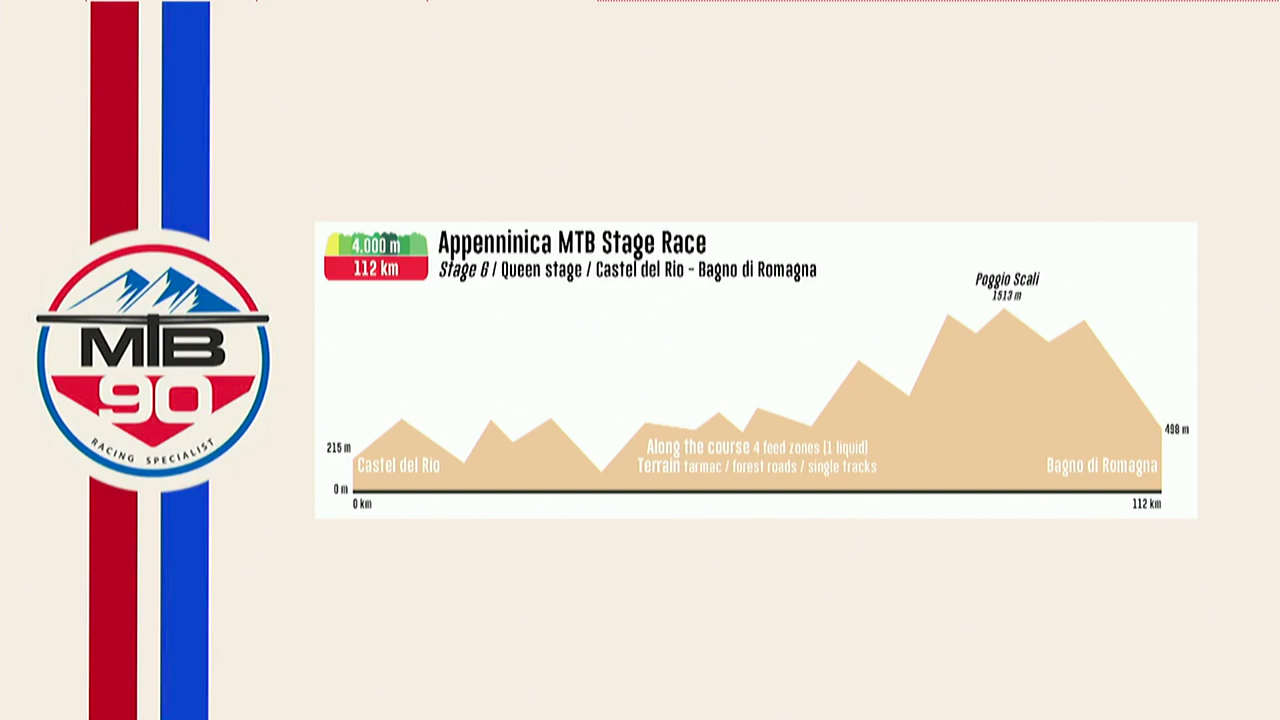 4.000 m
112 km
Appenninica MTB Stage Race
Stage 6 / Queen stage / Castel del Rio - Bagno di Romagna
Poggio Scali
1513 m
MTB
90
RACING SPECIALIST
215 m
498 m
Along the course 4 feed zones (1 liquid)
Castel del Rio
Terrain tarmac / forest roads / single tracks
Bagno di Romagna
0 m
0 km
112 km